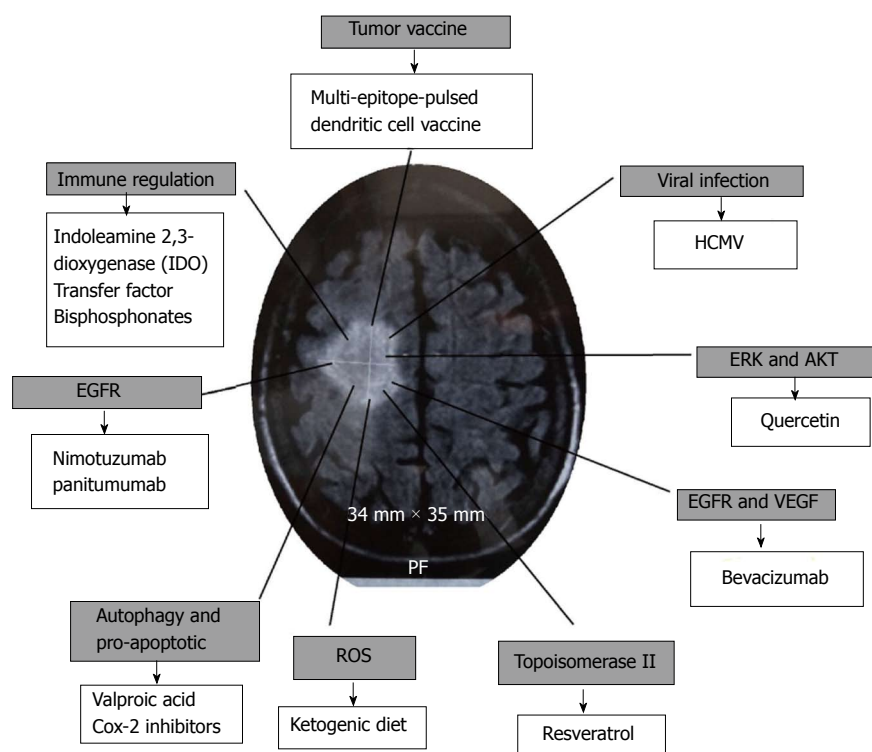 Tumor vaccine
Multi-epitope-pulsed
dendritic cell vaccine
Immune regulation
Indoleamine 2,3-
dioxygenase (IDO)
Transfer factor
Bisphosphonates
Viral infection
HCMV
EGFR
Nimotuzumab
panitumumab
ERK and AKT
Quercetin
EGFR and VEGF
Bevacizumab
34 mm × 35 mm
PF
Autophagy and
pro-apoptotic
Valproic acid
Cox-2 inhibitors
ROS
Ketogenic diet
Topoisomerase II
Resveratrol